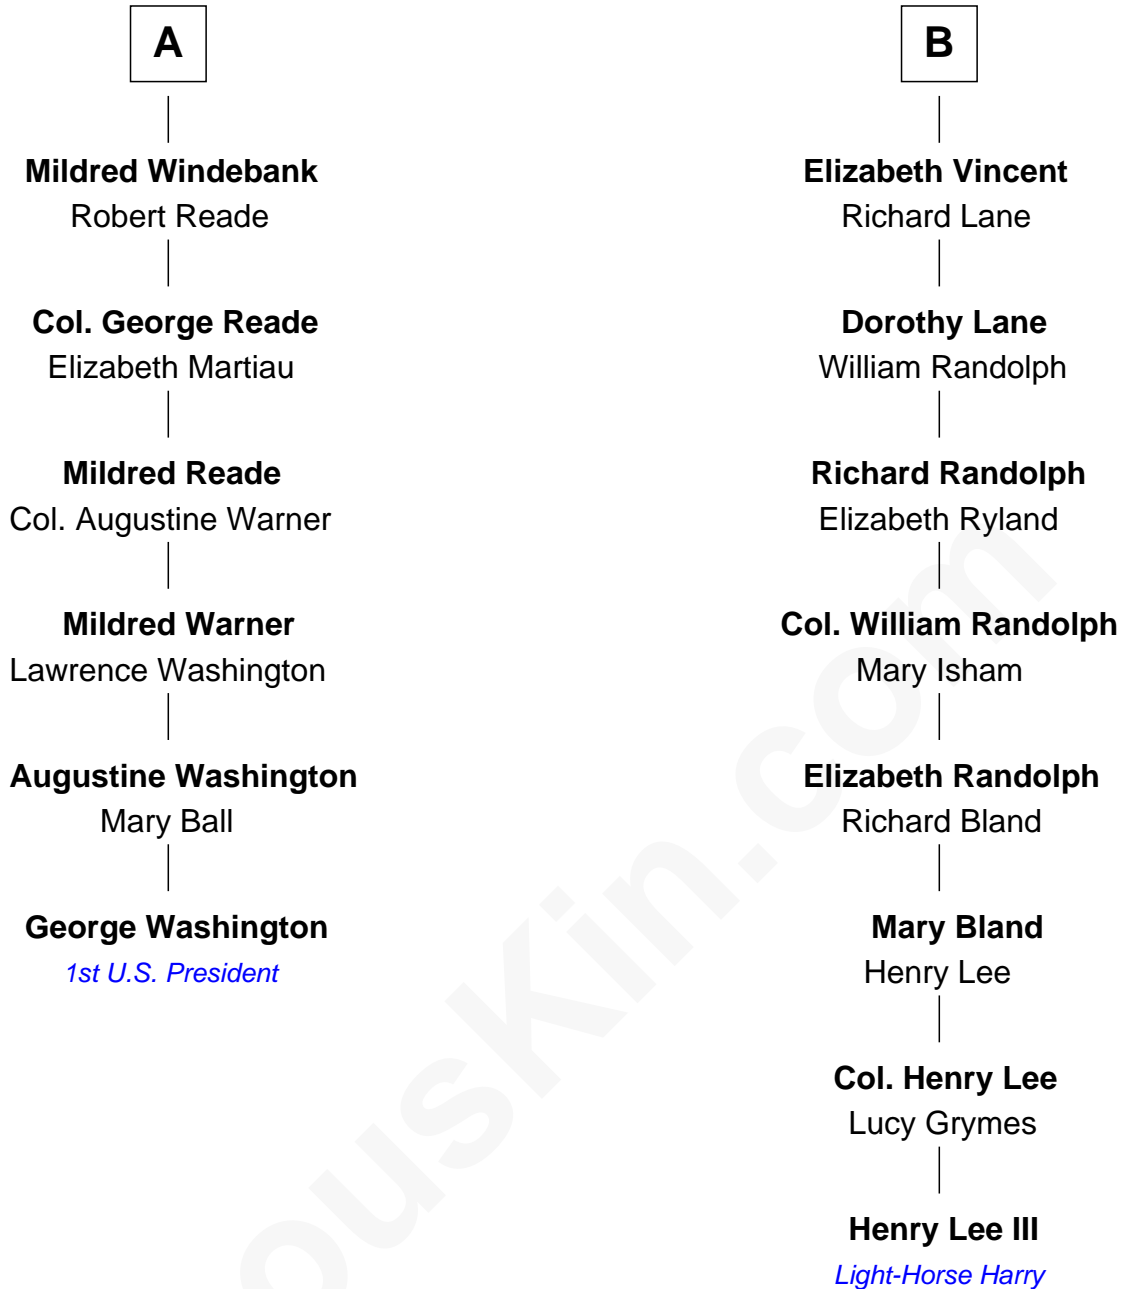 A
Mildred Windebank
Robert Reade
Col. George Reade
Elizabeth Martiau
Mildred Reade
Col. Augustine Warner
Mildred Warner
Lawrence Washington
Augustine Washington
Mary Ball
George Washington
1st U.S. President
B
Elizabeth Vincent
Richard Lane
Dorothy Lane
William Randolph
Richard Randolph
Elizabeth Ryland
Col. William Randolph
Mary Isham
Elizabeth Randolph
Richard Bland
Mary Bland
Henry Lee
Col. Henry Lee
Lucy Grymes
Henry Lee III
Light-Horse Harry
ousKin.com